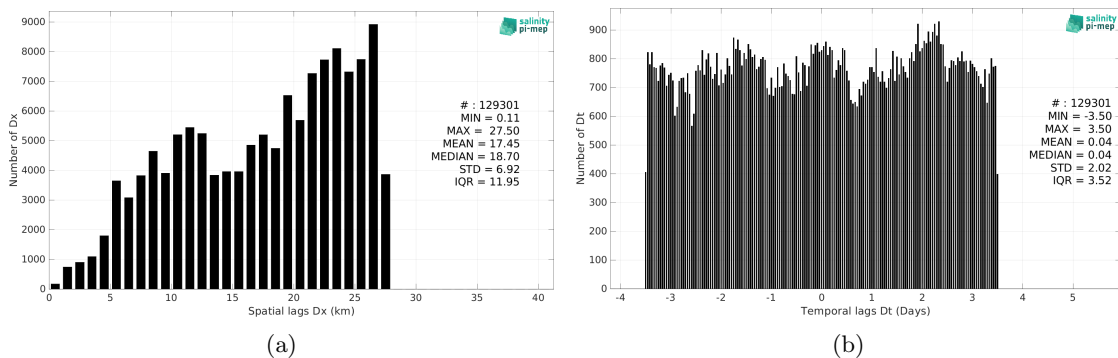 9000
8000
7000
6000
5000
4000
3000
2000
1000
0
Number of Dx
0 5 10 15 20 25 30 35 40
Spatial lags Dx (km)
salinity
pi-mep
# : 129301
MIN = 0.11
MAX = 27.50
MEAN = 17.45
MEDIAN = 18.70
STD = 6.92
IQR = 11.95
(a)
900
800
700
600
500
400
300
200
100
0
Number of Dt
-4 -3 -2 -1 0 1 2 3 4 5
Temporal lags Dt (Days)
salinity
pi-mep
# : 129301
MIN = -3.50
MAX = 3.50
MEAN = 0.04
MEDIAN = 0.04
STD = 2.02
IQR = 3.52
(b)